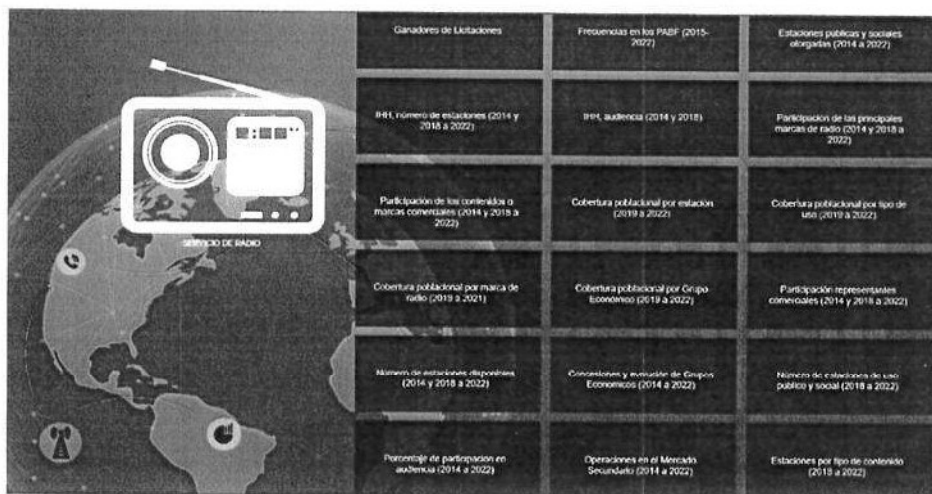 Ganadores de Licitaciones
Frecuencias en los PABF (2015-
2022)
Estaciones públicas y sociales
otorgadas (2014 a 2022)
IHH, número de estaciones (2014 y
2018 a 2022)
IHH, audiencia (2014 y 2018)
Participación de las principales
marcas de radio (2014 y 2018 a
2022)
SERVICIO DE RADIO
Participación de los contenidos o
marcas comerciales (2014 y 2018 a
2022)
Cobertura poblacional por estación
(2019 a 2022)
Cobertura poblacional por tipo de
uso (2019 a 2022)
Cobertura poblacional por marca de
radio (2019 a 2021)
Cobertura poblacional por Grupo
Económico (2019 a 2022)
Participación representantes
comerciales (2014 y 2018 a 2022)
Número de estaciones disponibles
(2014 y 2018 a 2022)
Concesiones y evolución de Grupos
Económicos (2014 a 2022)
Número de estaciones de uso
público y social (2018 a 2022)
Porcentaje de participación en
audiencia (2014 a 2022)
Operaciones en el Mercado
Secundario (2014 a 2022)
Estaciones por tipo de contenido
(2018 a 2022)